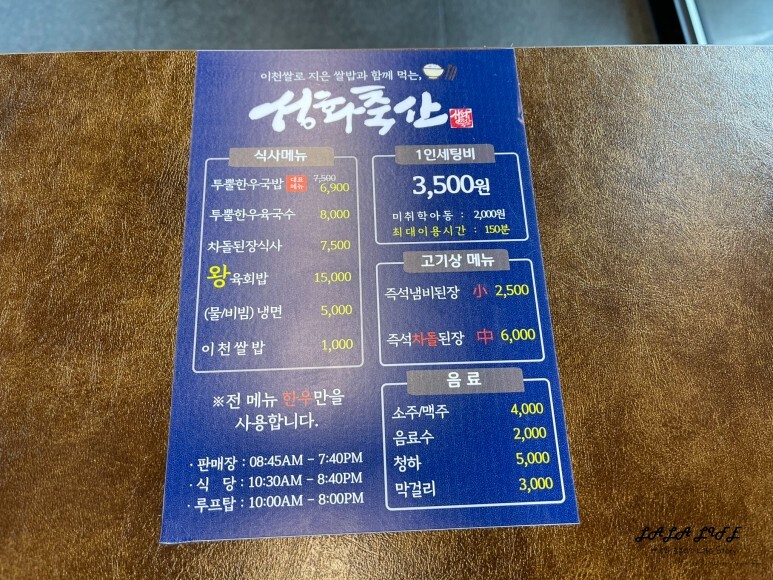 이천쌀로 지은 쌀밥과 함께 먹는,
성화축산
식사메뉴
투뿔한우국밥 대표메뉴 7,500 6,900
투뿔한우육국수 8,000
차돌된장식사 7,500
왕육회밥 15,000
(물/비빔) 냉면 5,000
이천쌀밥 1,000
※전 메뉴 한우만을
사용합니다.
· 판매장 : 08:45AM - 7:40PM
· 식 당 : 10:30AM - 8:40PM
· 루프탑 : 10:00AM - 8:00PM
1인세팅비
3,500원
미취학아동 : 2,000원
최대이용시간 : 150분
고기상 메뉴
즉석냄비된장 小 2,500
즉석차돌된장 中 6,000
음료
소주/맥주 4,000
음료수 2,000
청하 5,000
막걸리 3,000
LALA LIFE